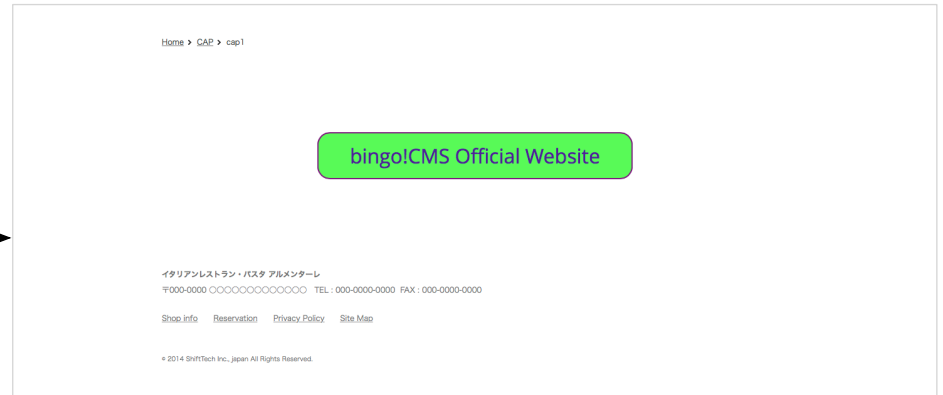 Home > CAP > cap1
bingo!CMS Official Website
イタリアンレストラン・パスタ アルメンターレ
〒000-0000 〇〇〇〇〇〇〇〇〇〇〇〇〇 TEL : 000-0000-0000 FAX : 000-0000-0000
Shop info Reservation Privacy Policy Site Map
© 2014 ShiftTech Inc., japan All Rights Reserved.